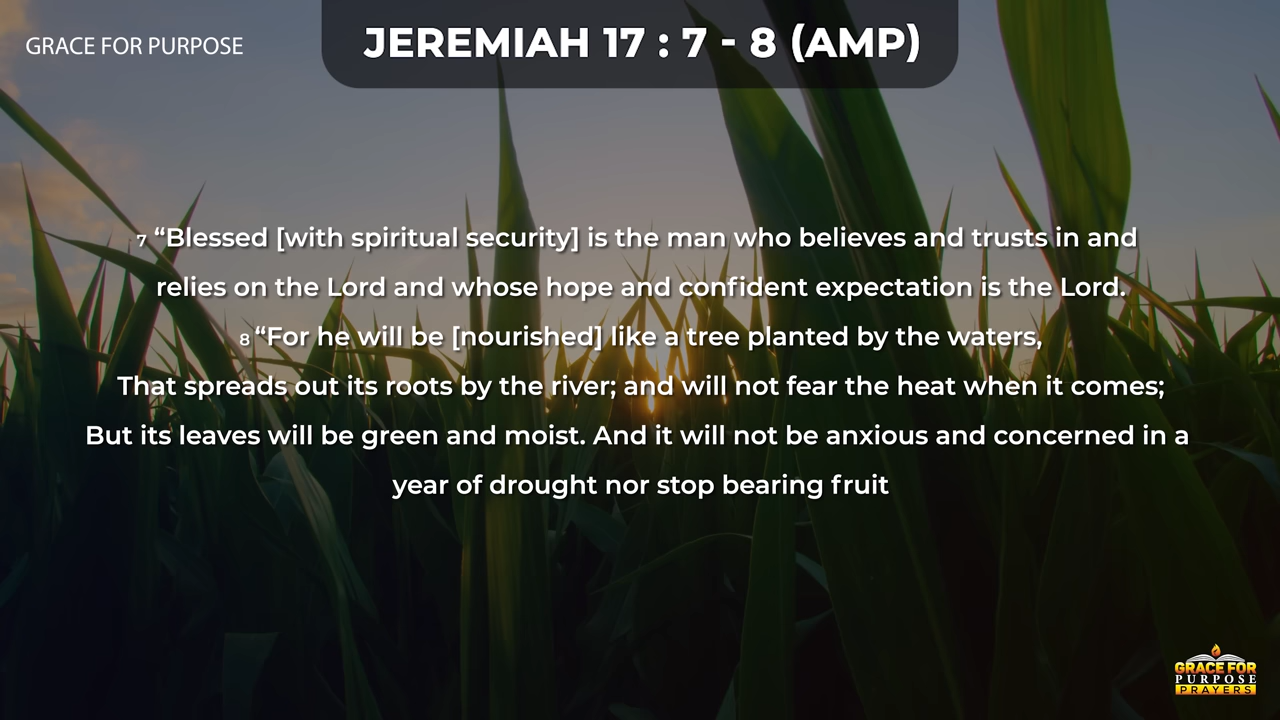 GRACE FOR PURPOSE
JEREMIAH 17 : 7 - 8 (AMP)
7 “Blessed [with spiritual security] is the man who believes and trusts in and
relies on the Lord and whose hope and confident expectation is the Lord.
8 “For he will be [nourished] like a tree planted by the waters,
That spreads out its roots by the river; and will not fear the heat when it comes;
But its leaves will be green and moist. And it will not be anxious and concerned in a
year of drought nor stop bearing fruit
GRACE FOR
PURPOSE
PRAYERS